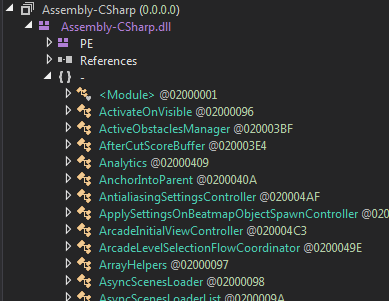 Assembly-CSharp (0.0.0.0)
Assembly-CSharp.dll
PE
References
{ } -
<Module> @02000001
ActivateOnVisible @02000096
ActiveObstaclesManager @020003BF
AfterCutScoreBuffer @020003E4
Analytics @02000409
AnchorIntoParent @0200040A
AntialiasingSettingsController @020004AF
ApplySettingsOnBeatmapObjectSpawnController @020
ArcadeInitialViewController @020004C3
ArcadeLevelSelectionFlowCoordinator @0200049E
ArrayHelpers @02000097
AsyncScenesLoader @02000098
AsyncScenesLoaderList @0200009A